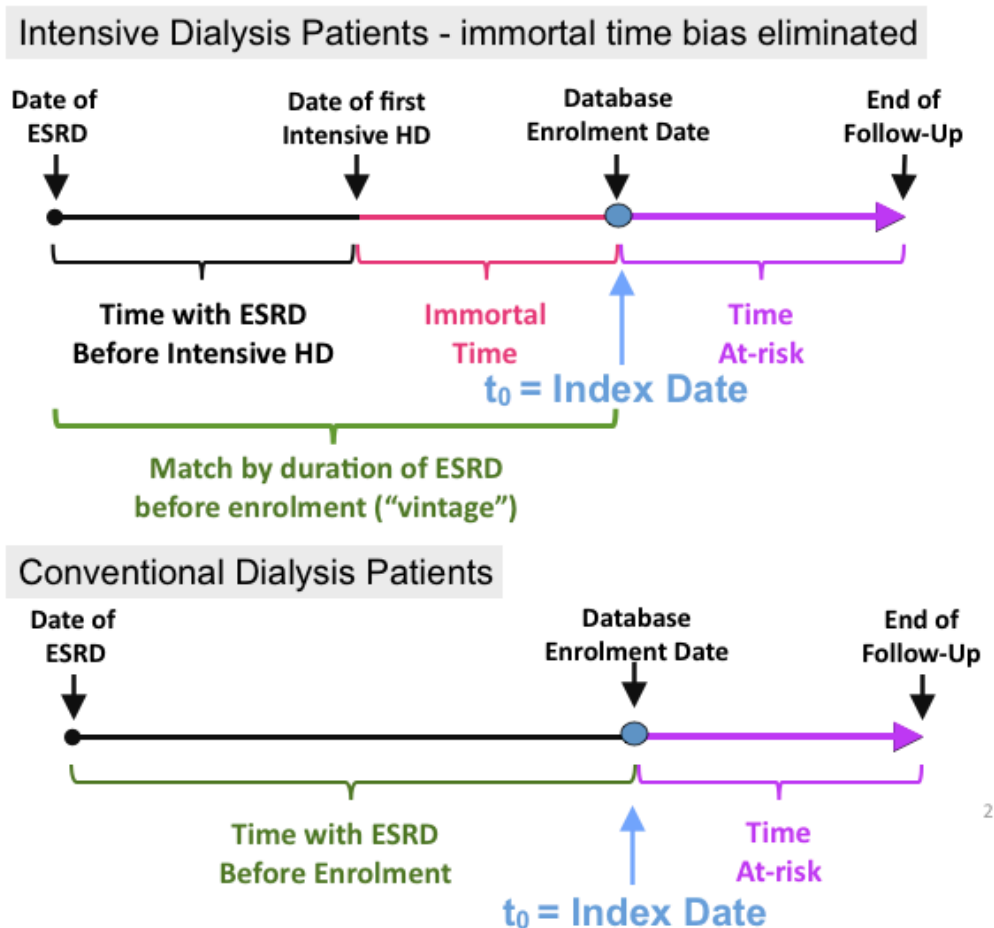 Intensive Dialysis Patients - immortal time bias eliminated
Date of
ESRD
Date of first
Intensive HD
Database
Enrolment Date
End of
Follow-Up
Time with ESRD
Before Intensive HD
Immortal
Time
Time
At-risk
t₀ = Index Date
Match by duration of ESRD
before enrolment (“vintage”)
Conventional Dialysis Patients
Date of
ESRD
Database
Enrolment Date
End of
Follow-Up
Time with ESRD
Before Enrolment
Time
At-risk
t₀ = Index Date
2